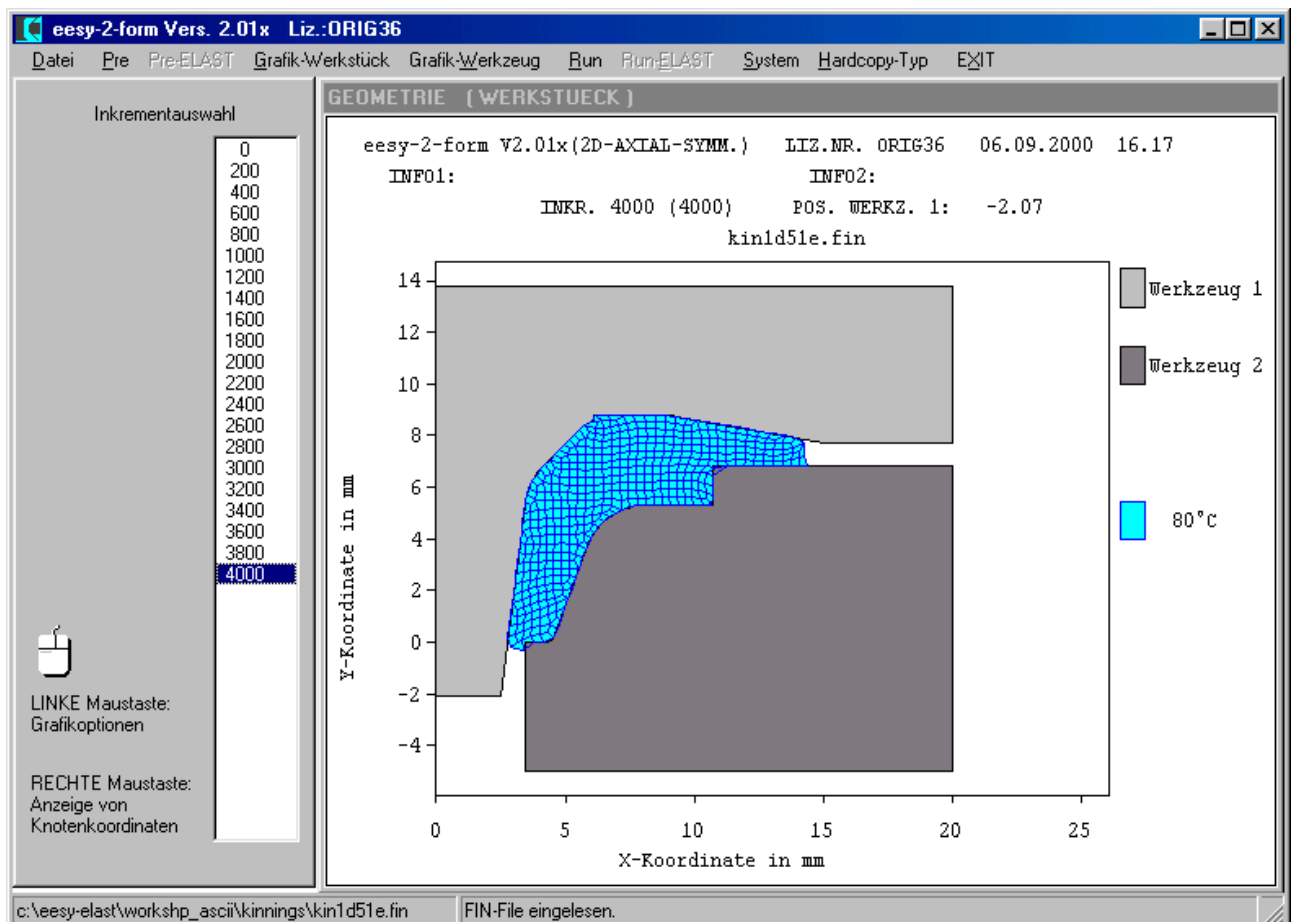 eesy-2-form Vers. 2.01x Liz.:ORIG36
Datei Pre Pre-ELAST Grafik-Werkstück Grafik-Werkzeug Run Run-ELAST System Hardcopy-Typ EXIT
Inkrementauswahl
0
200
400
600
800
1000
1200
1400
1600
1800
2000
2200
2400
2600
2800
3000
3200
3400
3600
3800
4000
LINKE Maustaste:
Grafikoptionen
RECHTE Maustaste:
Anzeige von
Knotenkoordinaten
GEOMETRIE ( WERKSTUECK )
eesy-2-form V2.01x(2D-AXIAL-SYMM.) LIZ.NR. ORIG36 06.09.2000 16.17
INFO1: INFO2:
INKR. 4000 (4000) POS. WERKZ. 1: -2.07
kin1d51e.fin
14
12
10
8
6
4
2
0
-2
-4
Y-Koordinate in mm
0 5 10 15 20 25
X-Koordinate in mm
Werkzeug 1
Werkzeug 2
80°C
c:\eesy-elast\workshp_ascii\kinnings\kin1d51e.fin FIN-File eingelesen.